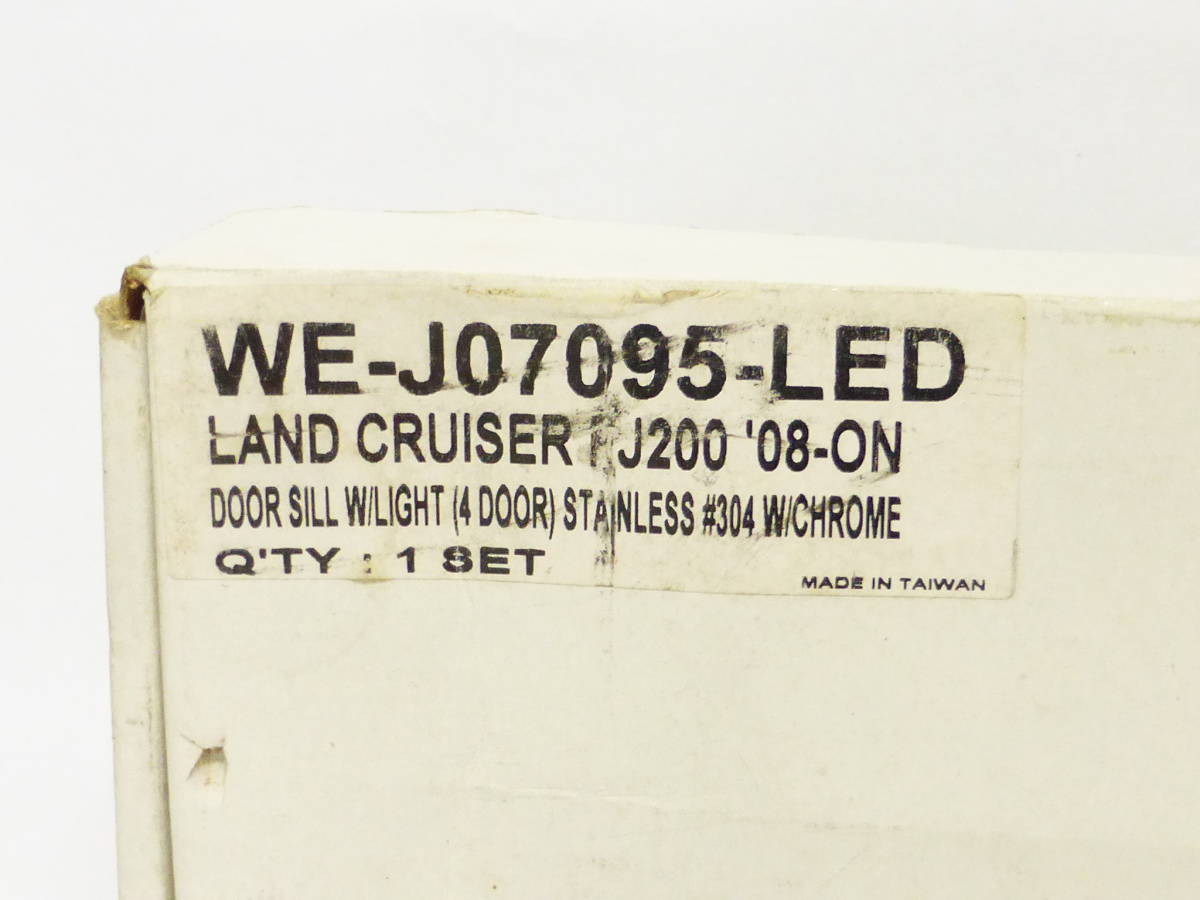 WE-J07095-LED
LAND CRUISER FJ200 '08-ON
DOOR SILL W/LIGHT (4 DOOR) STAINLESS #304 W/CHROME
Q'TY : 1 SET
MADE IN TAIWAN